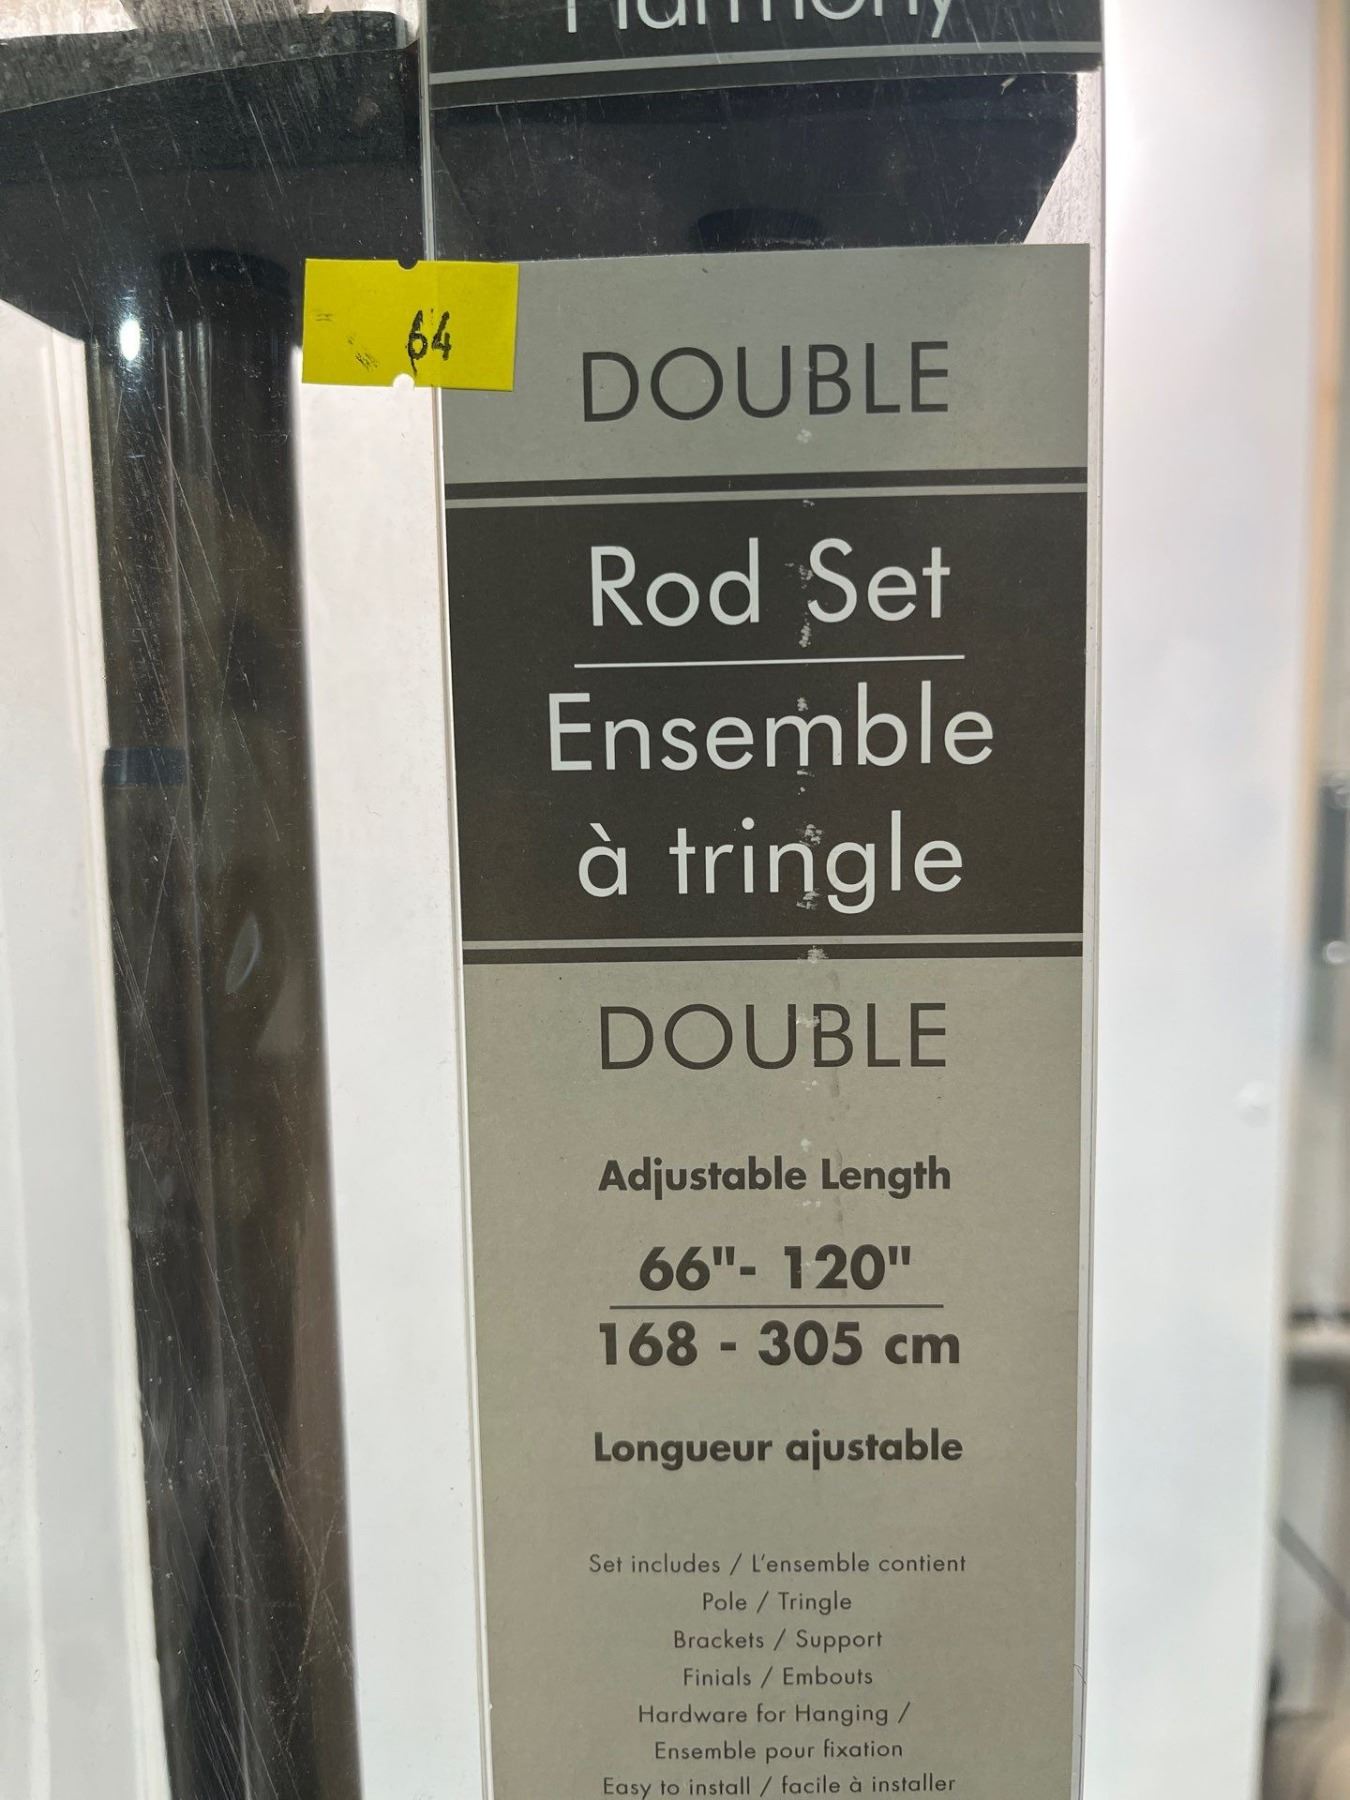 Harmony
64
DOUBLE
Rod Set
Ensemble
à tringle
DOUBLE
Adjustable Length
66"- 120"
168 - 305 cm
Longueur ajustable
Set includes / L'ensemble contient
Pole / Tringle
Brackets / Support
Finials / Embouts
Hardware for Hanging /
Ensemble pour fixation
Easy to install / facile à installer